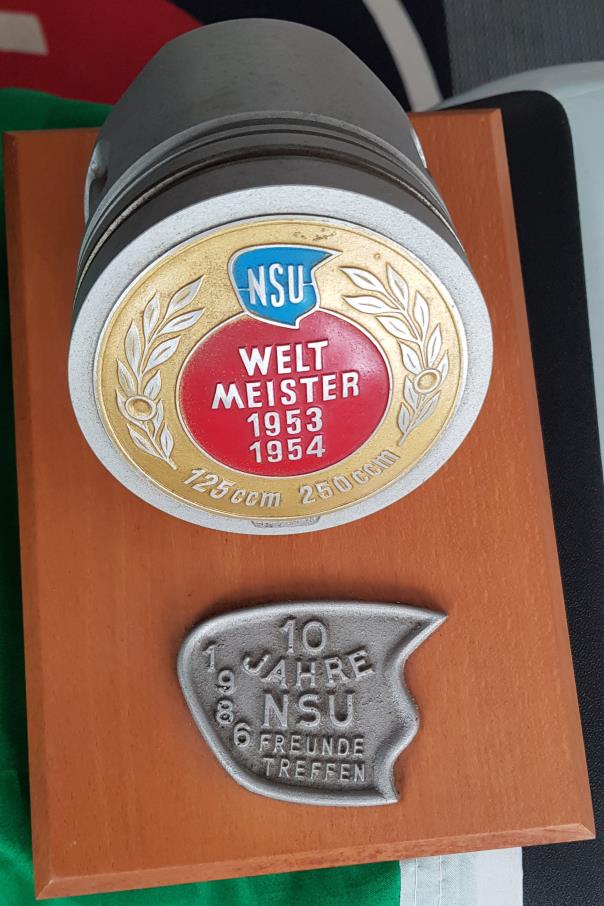 NSU
WELT
MEISTER
1953
1954
125ccm 250ccm
10
JAHRE
NSU
FREUNDE
TREFFEN
1986